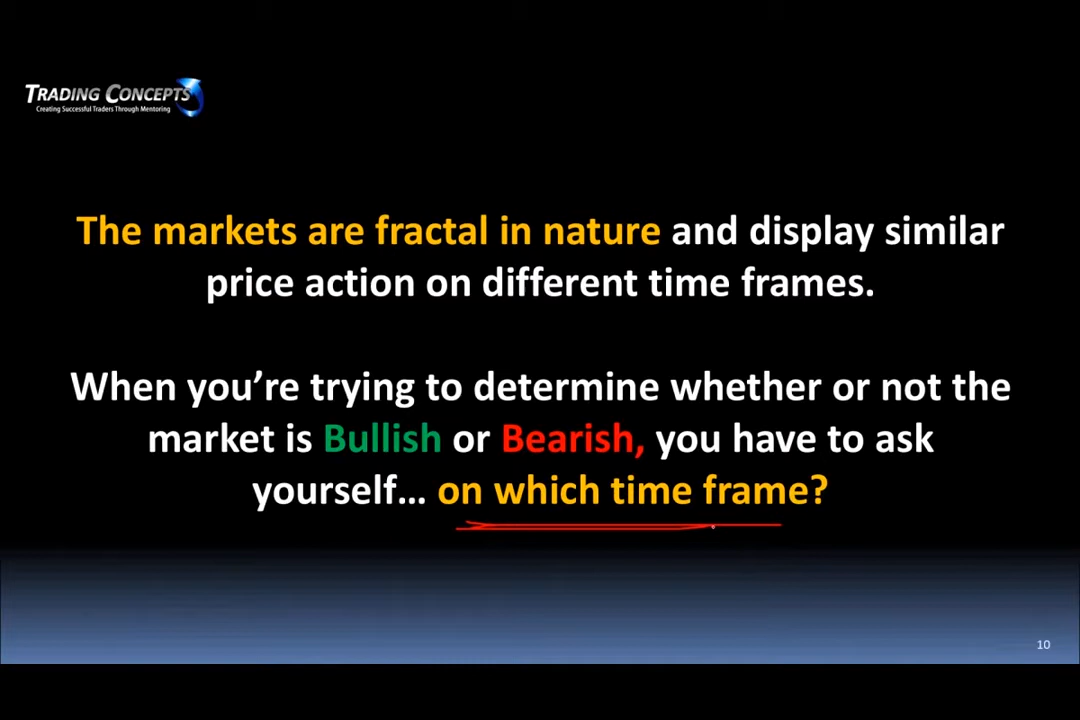 TRADING CONCEPTS
Creating Successful Traders Through Mentoring
The markets are fractal in nature and display similar
price action on different time frames.
When you’re trying to determine whether or not the
market is Bullish or Bearish, you have to ask
yourself... on which time frame?
10